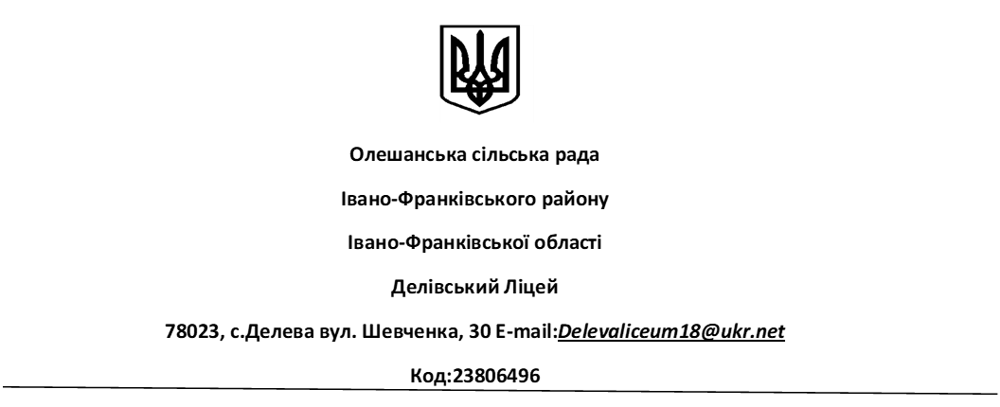 Олешанська сільська рада
Івано-Франківського району
Івано-Франківської області
Делівський Ліцей
78023, с.Делева вул. Шевченка, 30 E-mail:Delevaliceum18@ukr.net
Код:23806496